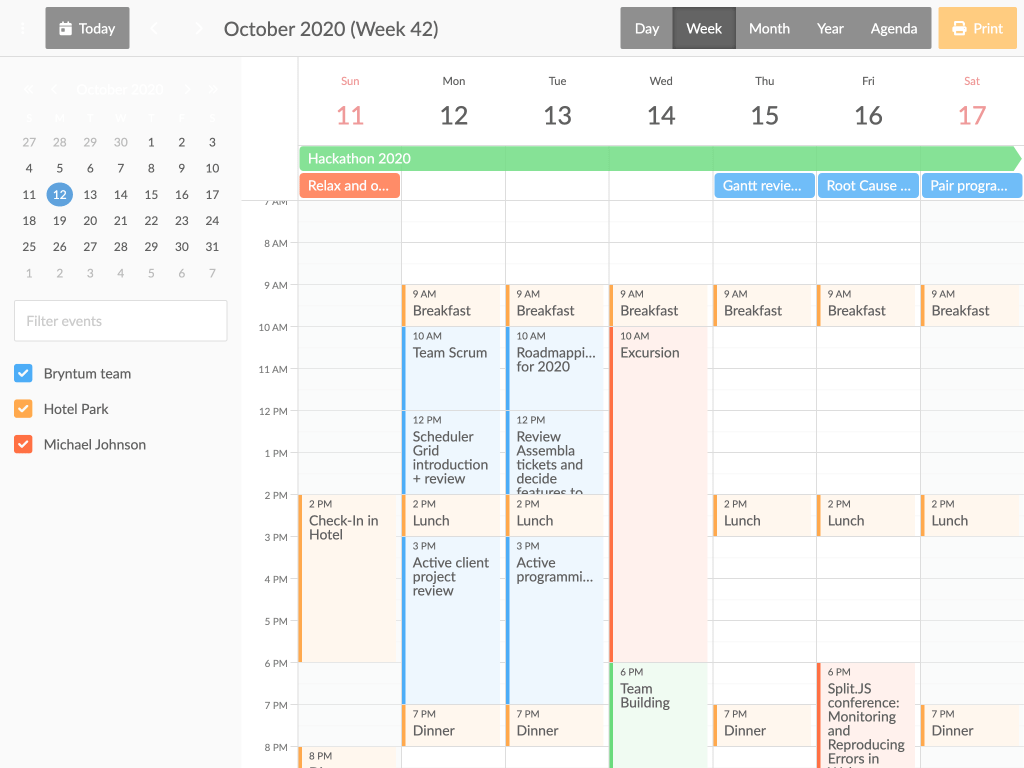 Today
October 2020 (Week 42)
Day
Week
Month
Year
Agenda
Print
October 2020
27 28 29 30 1 2 3
4 5 6 7 8 9 10
11 12 13 14 15 16 17
18 19 20 21 22 23 24
25 26 27 28 29 30 31
1 2 3 4 5 6 7
Filter events
Bryntum team
Hotel Park
Michael Johnson
Sun Mon Tue Wed Thu Fri Sat
11 12 13 14 15 16 17
Hackathon 2020
Relax and o...
Gantt revie...
Root Cause ...
Pair progra...
7 AM
8 AM
9 AM
10 AM
11 AM
12 PM
1 PM
2 PM
3 PM
4 PM
5 PM
6 PM
7 PM
8 PM
2 PM
Check-In in
Hotel
8 PM
9 AM
Breakfast
10 AM
Team Scrum
12 PM
Scheduler
Grid
introduction
+ review
2 PM
Lunch
3 PM
Active client
project
review
7 PM
Dinner
9 AM
Breakfast
10 AM
Roadmappi...
for 2020
12 PM
Review
Assembla
tickets and
decide
features to
2 PM
Lunch
3 PM
Active
programmi...
7 PM
Dinner
9 AM
Breakfast
10 AM
Excursion
6 PM
Team
Building
9 AM
Breakfast
2 PM
Lunch
7 PM
Dinner
9 AM
Breakfast
2 PM
Lunch
6 PM
Split.JS
conference:
Monitoring
and
Reproducing
Errors in
9 AM
Breakfast
2 PM
Lunch
7 PM
Dinner